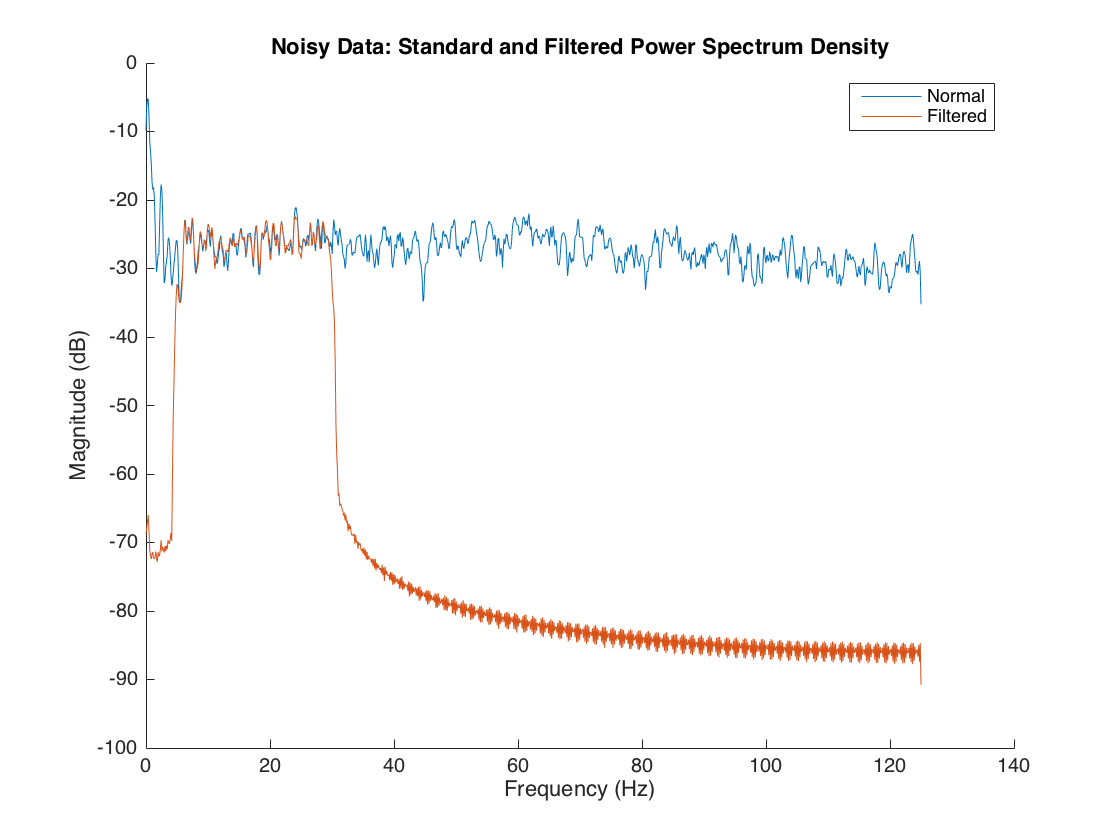 Noisy Data: Standard and Filtered Power Spectrum Density
0
-10
-20
-30
-40
-50
-60
-70
-80
-90
-100
Magnitude (dB)
Normal
Filtered
0 20 40 60 80 100 120 140
Frequency (Hz)